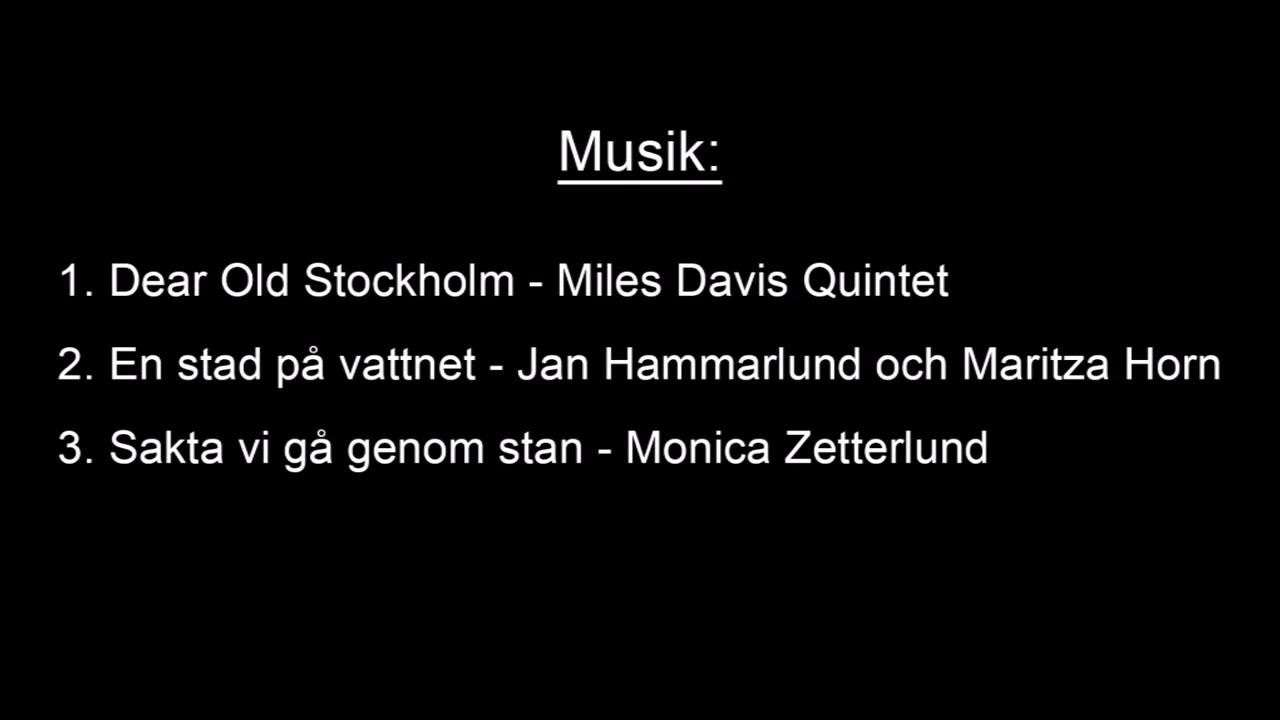 Musik:
1. Dear Old Stockholm - Miles Davis Quintet
2. En stad på vattnet - Jan Hammarlund och Maritza Horn
3. Sakta vi gå genom stan - Monica Zetterlund